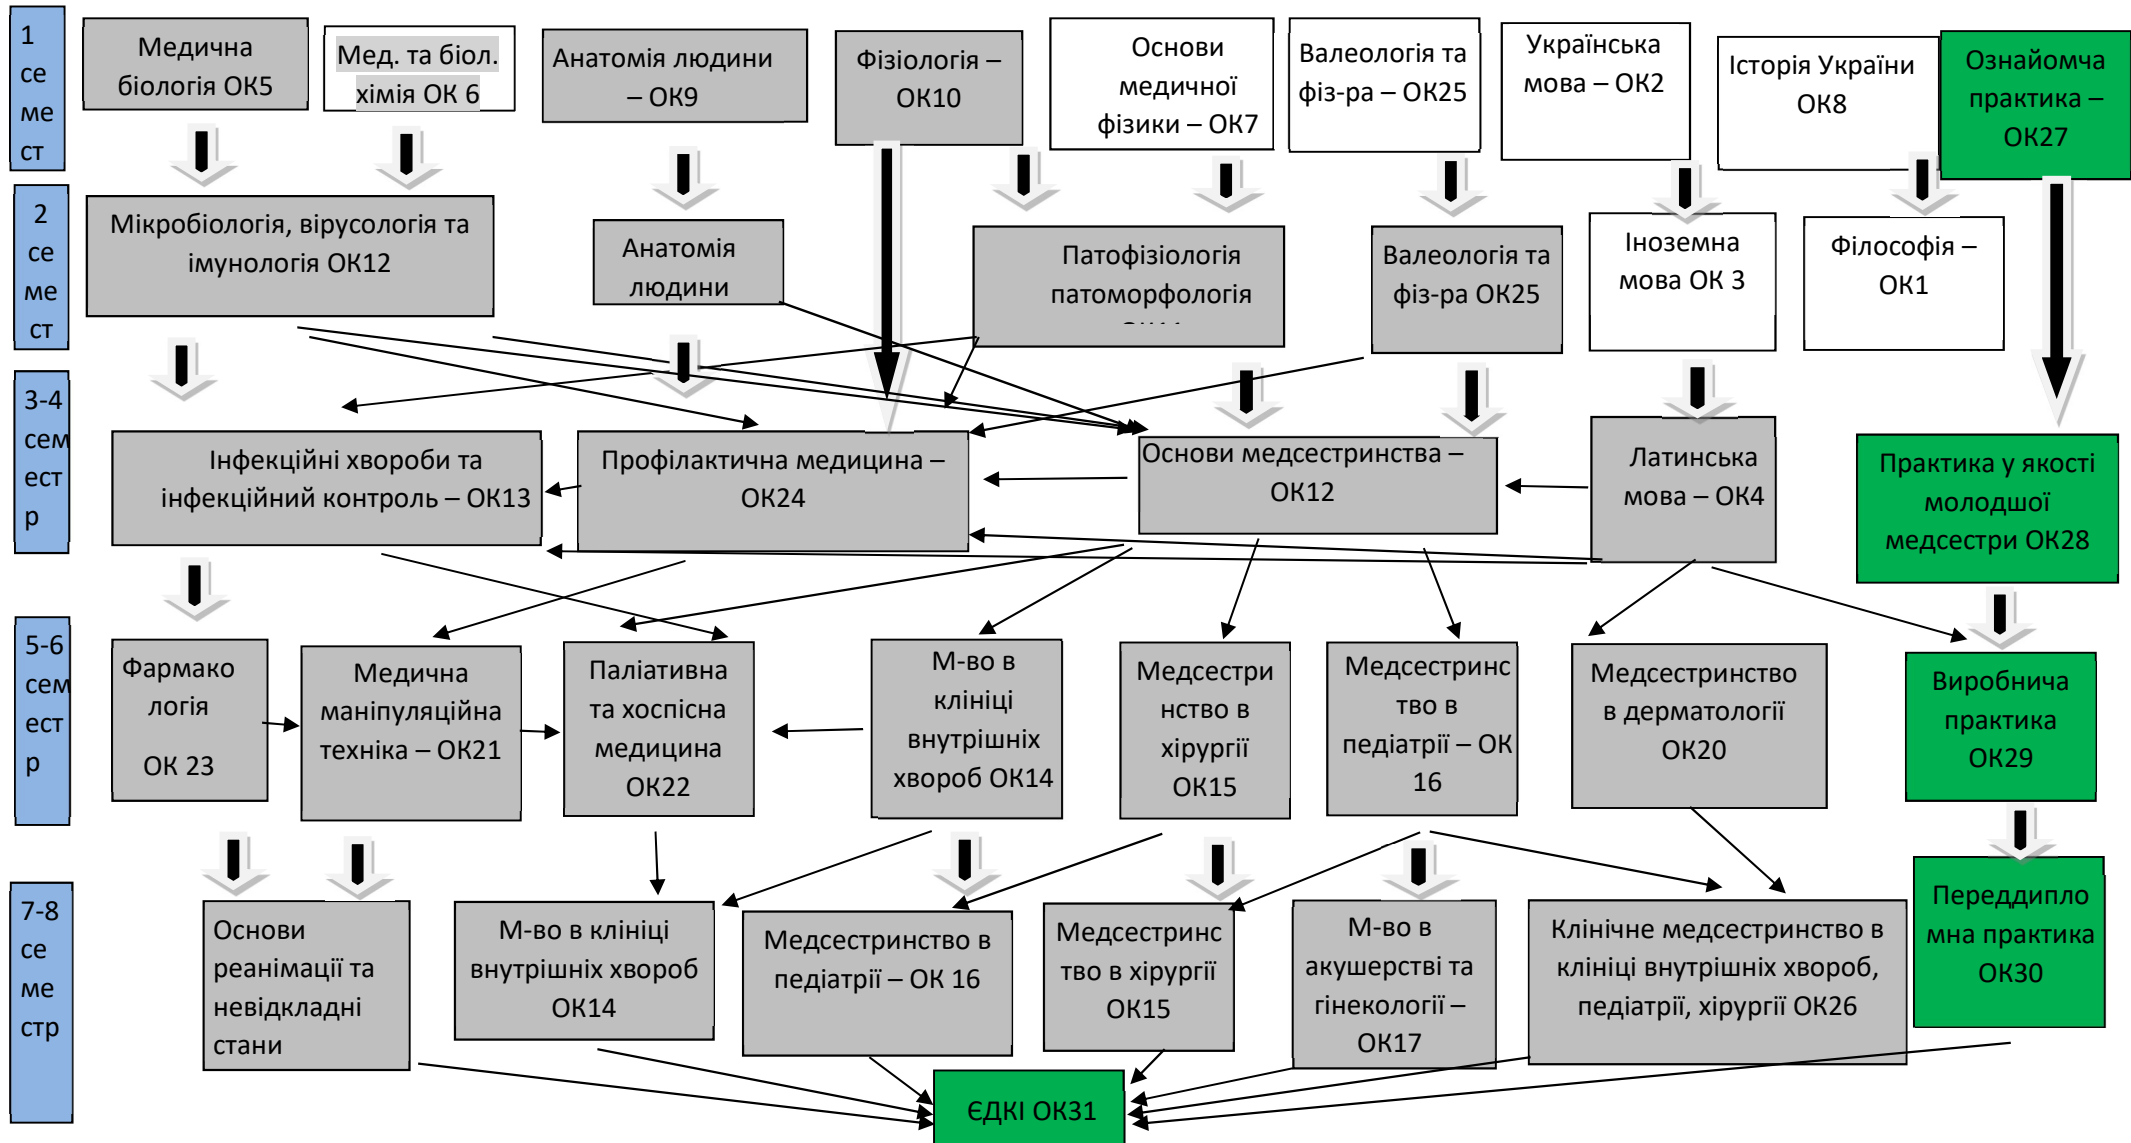 1
се
ме
ст
Медична
біологія ОК5
Мед. та біол.
хімія ОК 6
Анатомія людини
– ОК9
Фізіологія –
ОК10
Основи
медичної
фізики – ОК7
Валеологія та
фіз-ра – ОК25
Українська
мова – ОК2
Історія України
ОК8
Ознайомча
практика –
ОК27
2
се
ме
ст
Мікробіологія, вірусологія та
імунологія ОК12
Анатомія
людини
Патофізіологія
патоморфологія
Валеологія та
фіз-ра ОК25
Іноземна
мова ОК 3
Філософія –
ОК1
3-4
сем
ест
р
Інфекційні хвороби та
інфекційний контроль – ОК13
Профілактична медицина –
ОК24
Основи медсестринства –
ОК12
Латинська
мова – ОК4
Практика у якості
молодшої
медсестри ОК28
5-6
сем
ест
р
Фармако
логія
ОК 23
Медична
маніпуляційна
техніка – ОК21
Паліативна
та хоспісна
медицина
ОК22
М-во в
клініці
внутрішніх
хвороб ОК14
Медсестри
нство в
хірургії
ОК15
Медсестринс
тво в
педіатрії – ОК
16
Медсестринство
в дерматології
ОК20
Виробнича
практика
ОК29
7-8
се
ме
стр
Основи
реанімації та
невідкладні
стани
М-во в клініці
внутрішніх хвороб
ОК14
Медсестринство в
педіатрії – ОК 16
Медсестринс
тво в хірургії
ОК15
М-во в
акушерстві та
гінекології –
ОК17
Клінічне медсестринство в
клініці внутрішніх хвороб,
педіатрії, хірургії ОК26
Переддипло
мна практика
ОК30
ЄДКІ ОК31